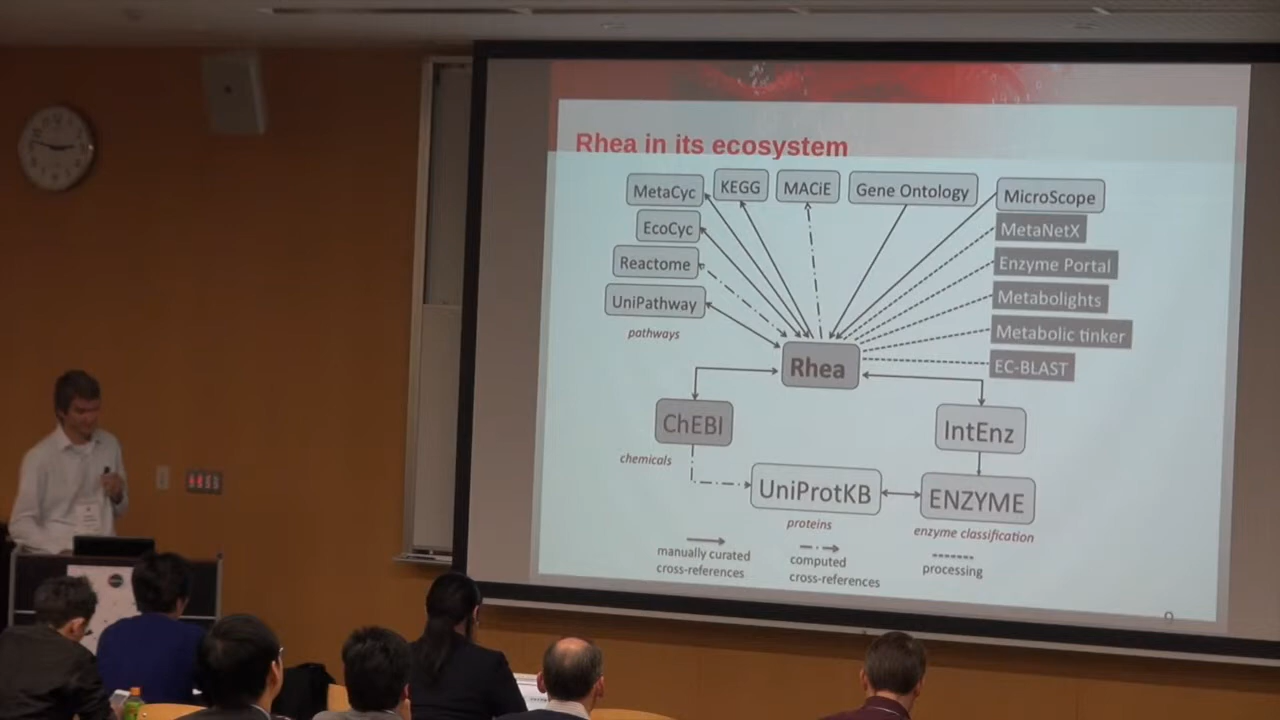 Rhea in its ecosystem
MetaCyc
KEGG
MACiE
Gene Ontology
MicroScope
EcoCyc
MetaNetX
Reactome
Enzyme Portal
UniPathway
Metabolights
pathways
Metabolic tinker
Rhea
EC-BLAST
ChEBI
IntEnz
chemicals
UniProtKB
ENZYME
proteins
enzyme classification
manually curated
cross-references
computed
cross-references
processing
9